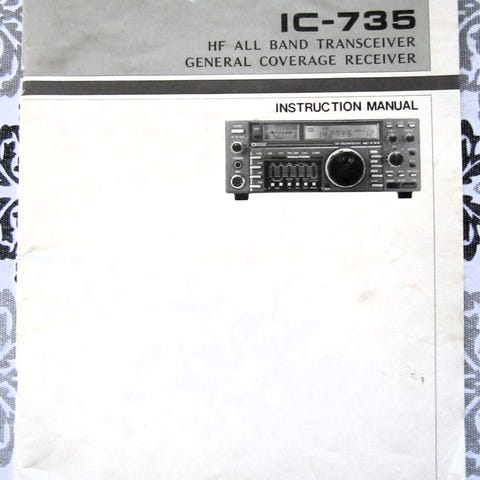 IC-735
HF ALL BAND TRANSCEIVER
GENERAL COVERAGE RECEIVER
INSTRUCTION MANUAL